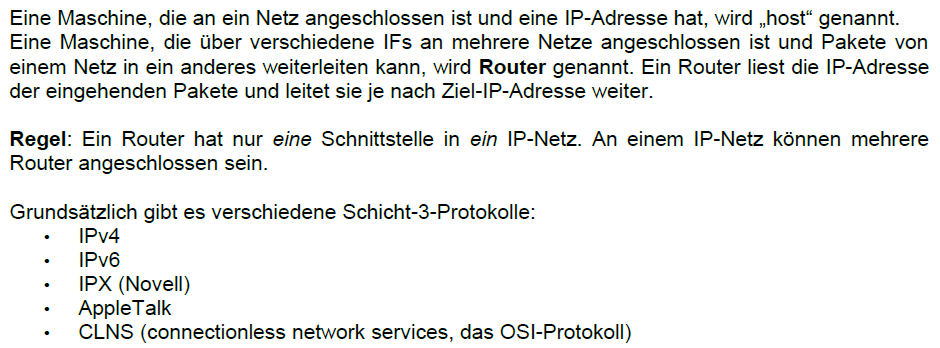 Eine Maschine, die an ein Netz angeschlossen ist und eine IP-Adresse hat, wird „host“ genannt.
Eine Maschine, die über verschiedene IFs an mehrere Netze angeschlossen ist und Pakete von
einem Netz in ein anderes weiterleiten kann, wird Router genannt. Ein Router liest die IP-Adresse
der eingehenden Pakete und leitet sie je nach Ziel-IP-Adresse weiter.
Regel: Ein Router hat nur eine Schnittstelle in ein IP-Netz. An einem IP-Netz können mehrere
Router angeschlossen sein.
Grundsätzlich gibt es verschiedene Schicht-3-Protokolle:
• IPv4
• IPv6
• IPX (Novell)
• AppleTalk
• CLNS (connectionless network services, das OSI-Protokoll)